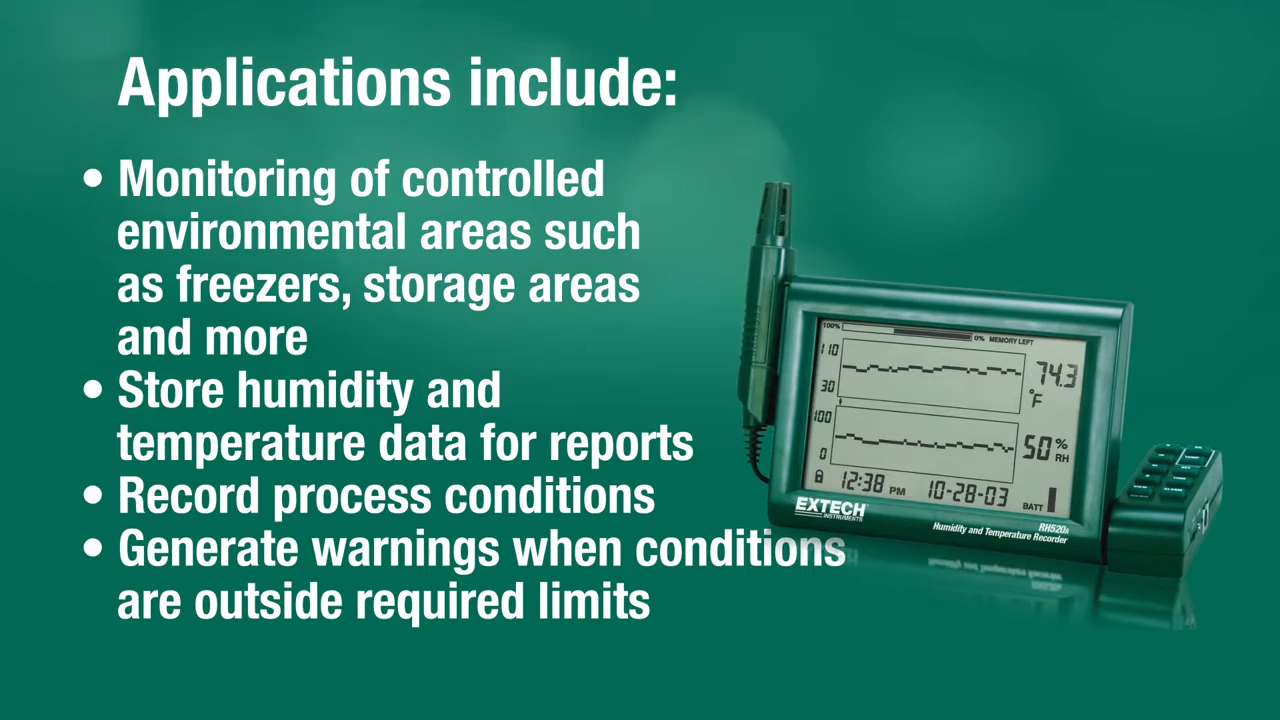 Applications include:
• Monitoring of controlled
environmental areas such
as freezers, storage areas
and more
• Store humidity and
temperature data for reports
• Record process conditions
• Generate warnings when conditions
are outside required limits
100% 0% MEMORY LEFT
110
30
74.3
°F
100
0
50 % RH
12:38 PM 10-28-03 BATT
EXTECH
INSTRUMENTS
RH520A
Humidity and Temperature Recorder